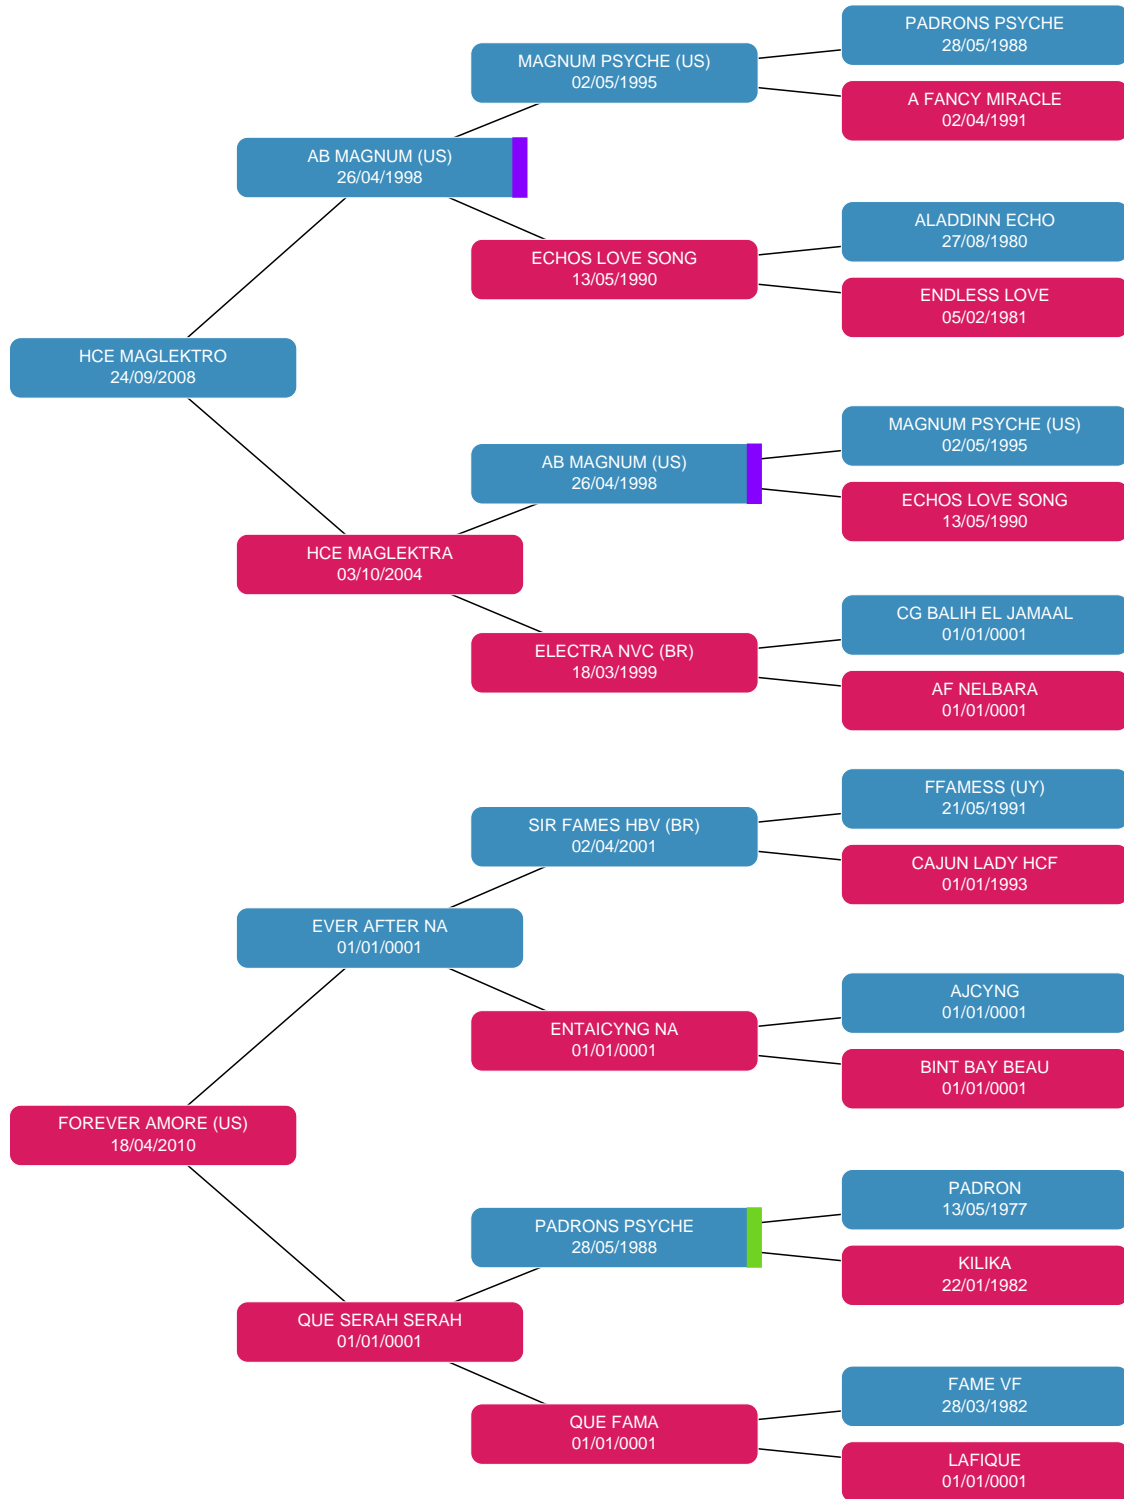 PADRONS PSYCHE
28/05/1988
MAGNUM PSYCHE (US)
02/05/1995
A FANCY MIRACLE
02/04/1991
AB MAGNUM (US)
26/04/1998
ALADDINN ECHO
27/08/1980
ECHOS LOVE SONG
13/05/1990
ENDLESS LOVE
05/02/1981
HCE MAGLEKTRO
24/09/2008
MAGNUM PSYCHE (US)
02/05/1995
AB MAGNUM (US)
26/04/1998
ECHOS LOVE SONG
13/05/1990
HCE MAGLEKTRA
03/10/2004
CG BALIH EL JAMAAL
01/01/0001
ELECTRA NVC (BR)
18/03/1999
AF NELBARA
01/01/0001
FFAMESS (UY)
21/05/1991
SIR FAMES HBV (BR)
02/04/2001
CAJUN LADY HCF
01/01/1993
EVER AFTER NA
01/01/0001
AJCYNG
01/01/0001
ENTAICYNG NA
01/01/0001
BINT BAY BEAU
01/01/0001
FOREVER AMORE (US)
18/04/2010
PADRON
13/05/1977
PADRONS PSYCHE
28/05/1988
KILIKA
22/01/1982
QUE SERAH SERAH
01/01/0001
FAME VF
28/03/1982
QUE FAMA
01/01/0001
LAFIQUE
01/01/0001